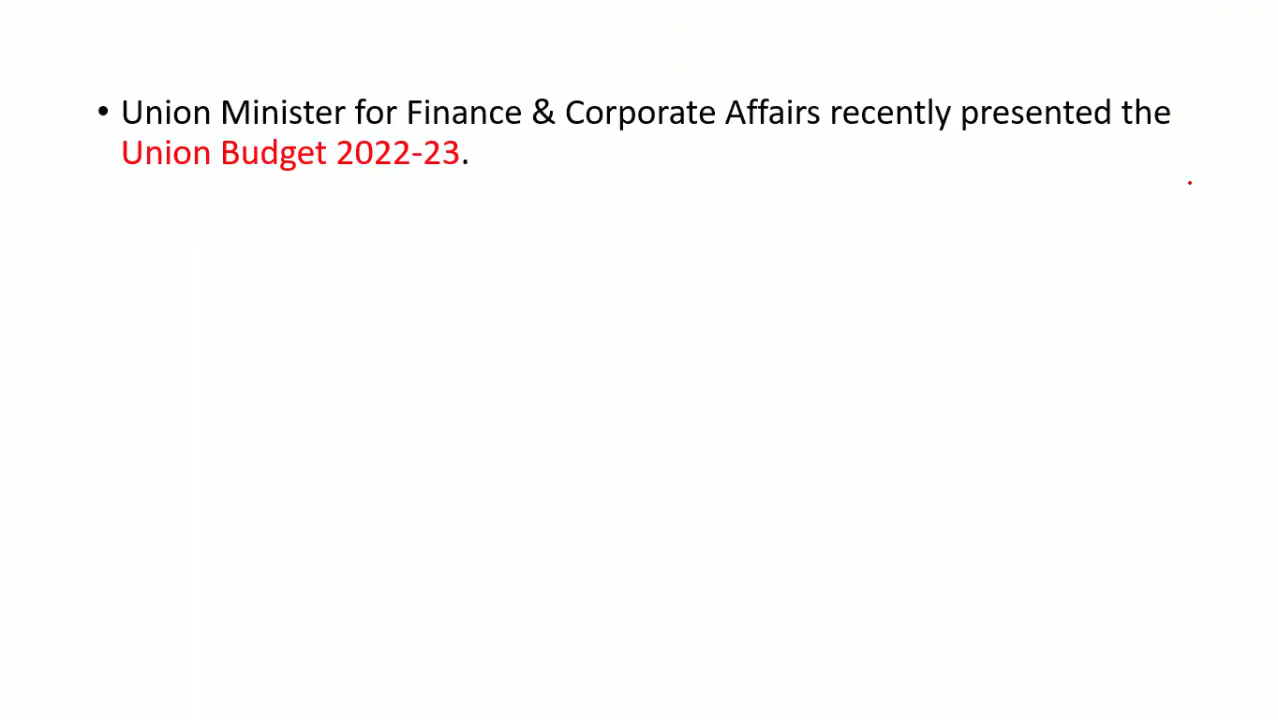 • Union Minister for Finance & Corporate Affairs recently presented the
Union Budget 2022-23.